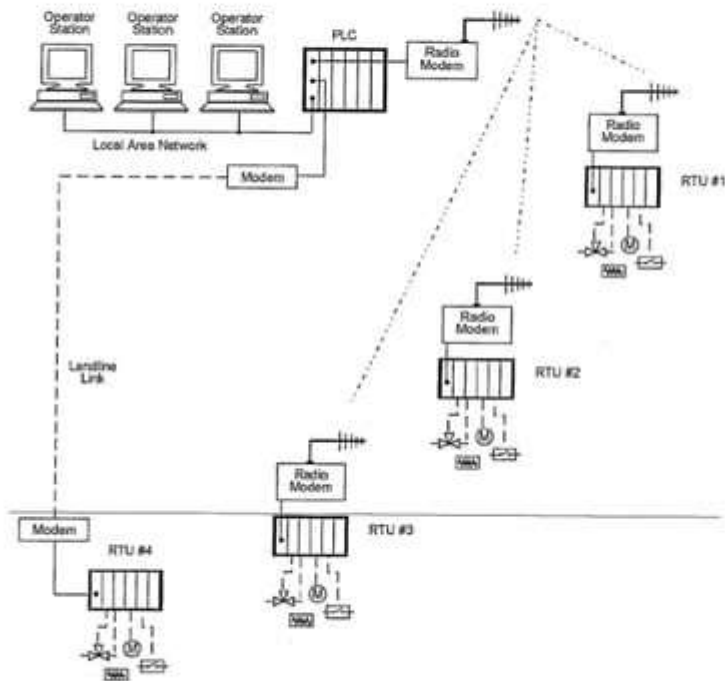 Operator
Station
Operator
Station
Operator
Station
PLC
Radio
Modem
Local Area Network
Modem
Radio
Modem
RTU #1
M
Radio
Modem
RTU #2
M
Landline
Link
Radio
Modem
RTU #3
M
Modem
RTU #4
M